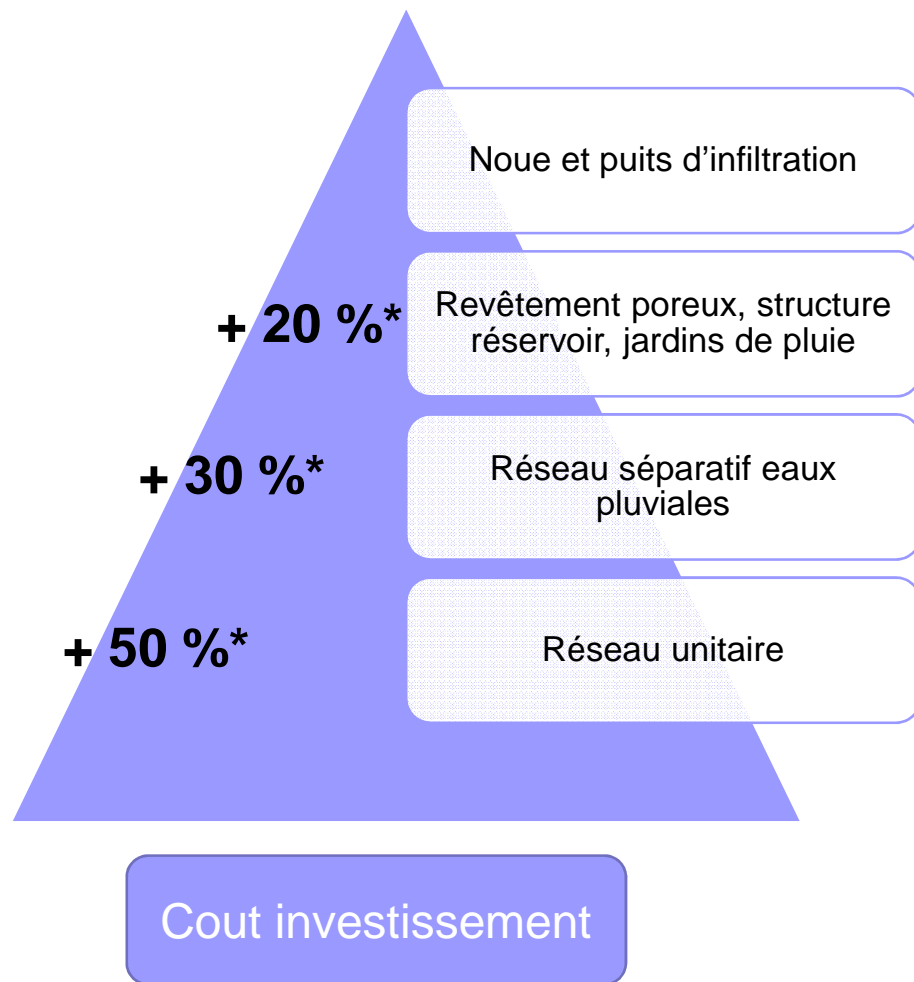 Noue et puits d’infiltration
+ 20 %*
Revêtement poreux, structure
réservoir, jardins de pluie
+ 30 %*
Réseau séparatif eaux
pluviales
+ 50 %*
Réseau unitaire
Cout investissement